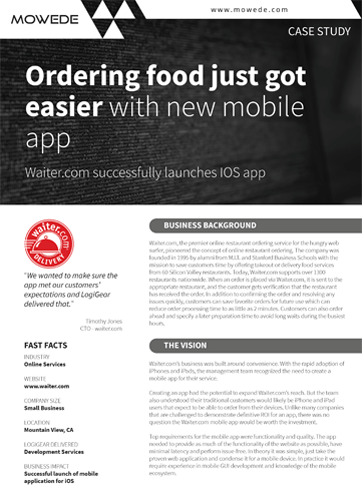 MOWEDE
www.mowede.com
CASE STUDY
Ordering food just got
easier with new mobile
app
Waiter.com successfully launches IOS app
waiter.com
DELIVERY
"We wanted to make sure the
app met our customers'
expectations and LogiGear
delivered that."
Timothy Jones
CTO - waiter.com
FAST FACTS
INDUSTRY
Online Services
WEBSITE
www.waiter.com
COMPANY SIZE
Small Business
LOCATION
Mountain View, CA
LOGIGEAR DELIVERED
Development Services
BUSINESS IMPACT
Successful launch of mobile
application for iOS
BUSINESS BACKGROUND
Waiter.com, the premier online restaurant ordering service for the hungry web
surfer, pioneered the concept of online restaurant ordering. The company was
founded in 1995 by alumni from M.I.T. and Stanford Business Schools with the
mission to save customers time by offering takeout or delivery food services
from 60 Silicon Valley restaurants. Today, Waiter.com supports over 1300
restaurants nationwide. When an order is placed via Waiter.com, it is sent to the
appropriate restaurant, and the customer gets verification that the restaurant
has received the order. In addition to confirming the order and resolving any
issues quickly, customers can save favorite orders for future use which can
reduce order processing time to as little as 2 minutes. Customers can also order
ahead and specify a later preparation time to avoid long waits during the busiest
hours.
THE VISION
Waiter.com's business was built around convenience. With the rapid adoption of
iPhones and iPads, the management team recognized the need to create a
mobile app for their service.
Creating an app had the potential to expand Waiter.com's reach. But the team
also understood their traditional customers would likely be iPhone and iPad
users that expect to be able to order from their devices. Unlike many companies
that are challenged to demonstrate definitive ROI for an app, there was no
question the Waiter.com mobile app would be worth the investment.
Top requirements for the mobile app were functionality and quality. The app
needed to provide as much of the functionality of the website as possible, have
minimal latency and perform issue free. In theory it was simple, just take the
proven web application and condense it for a mobile device. In practice it would
require experience in mobile GUI development and knowledge of the mobile
ecosystem.